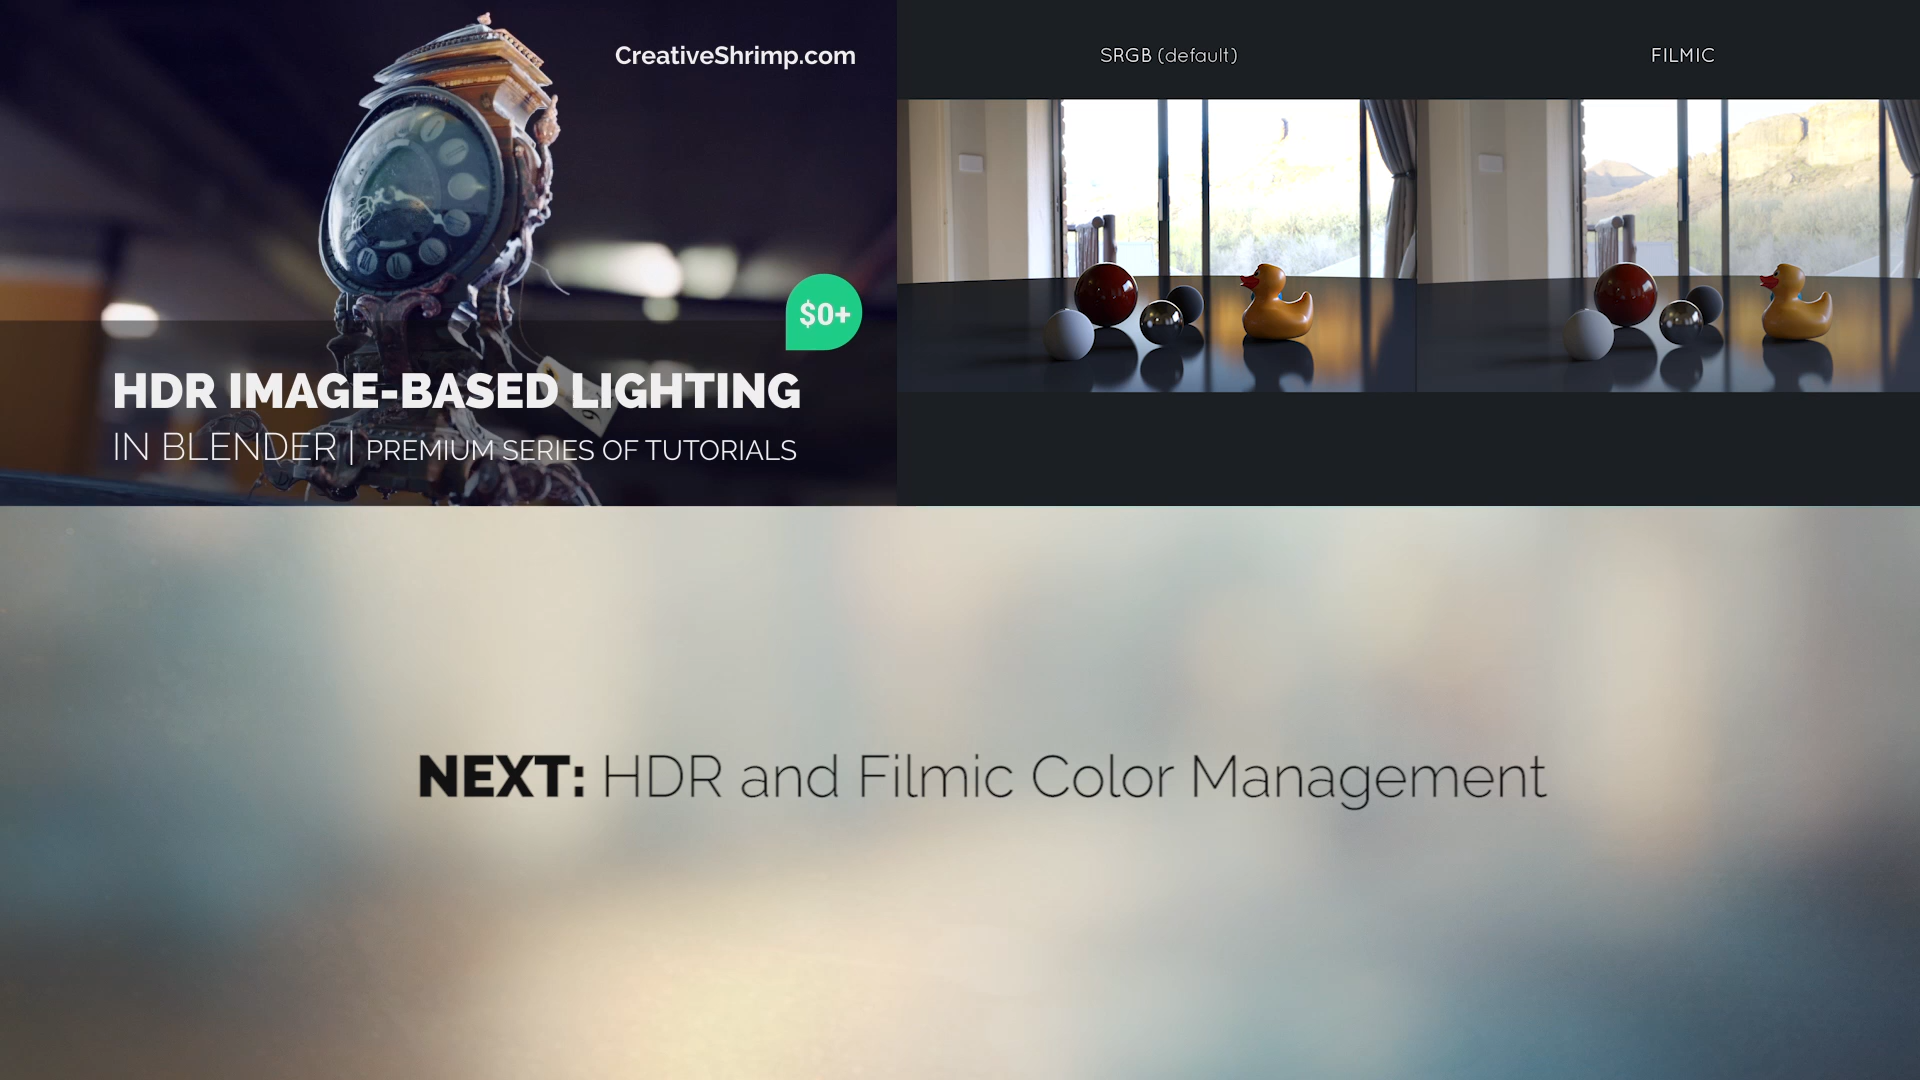 CreativeShrimp.com
$0+
HDR IMAGE-BASED LIGHTING
IN BLENDER | PREMIUM SERIES OF TUTORIALS
SRGB (default)
FILMIC
NEXT: HDR and Filmic Color Management